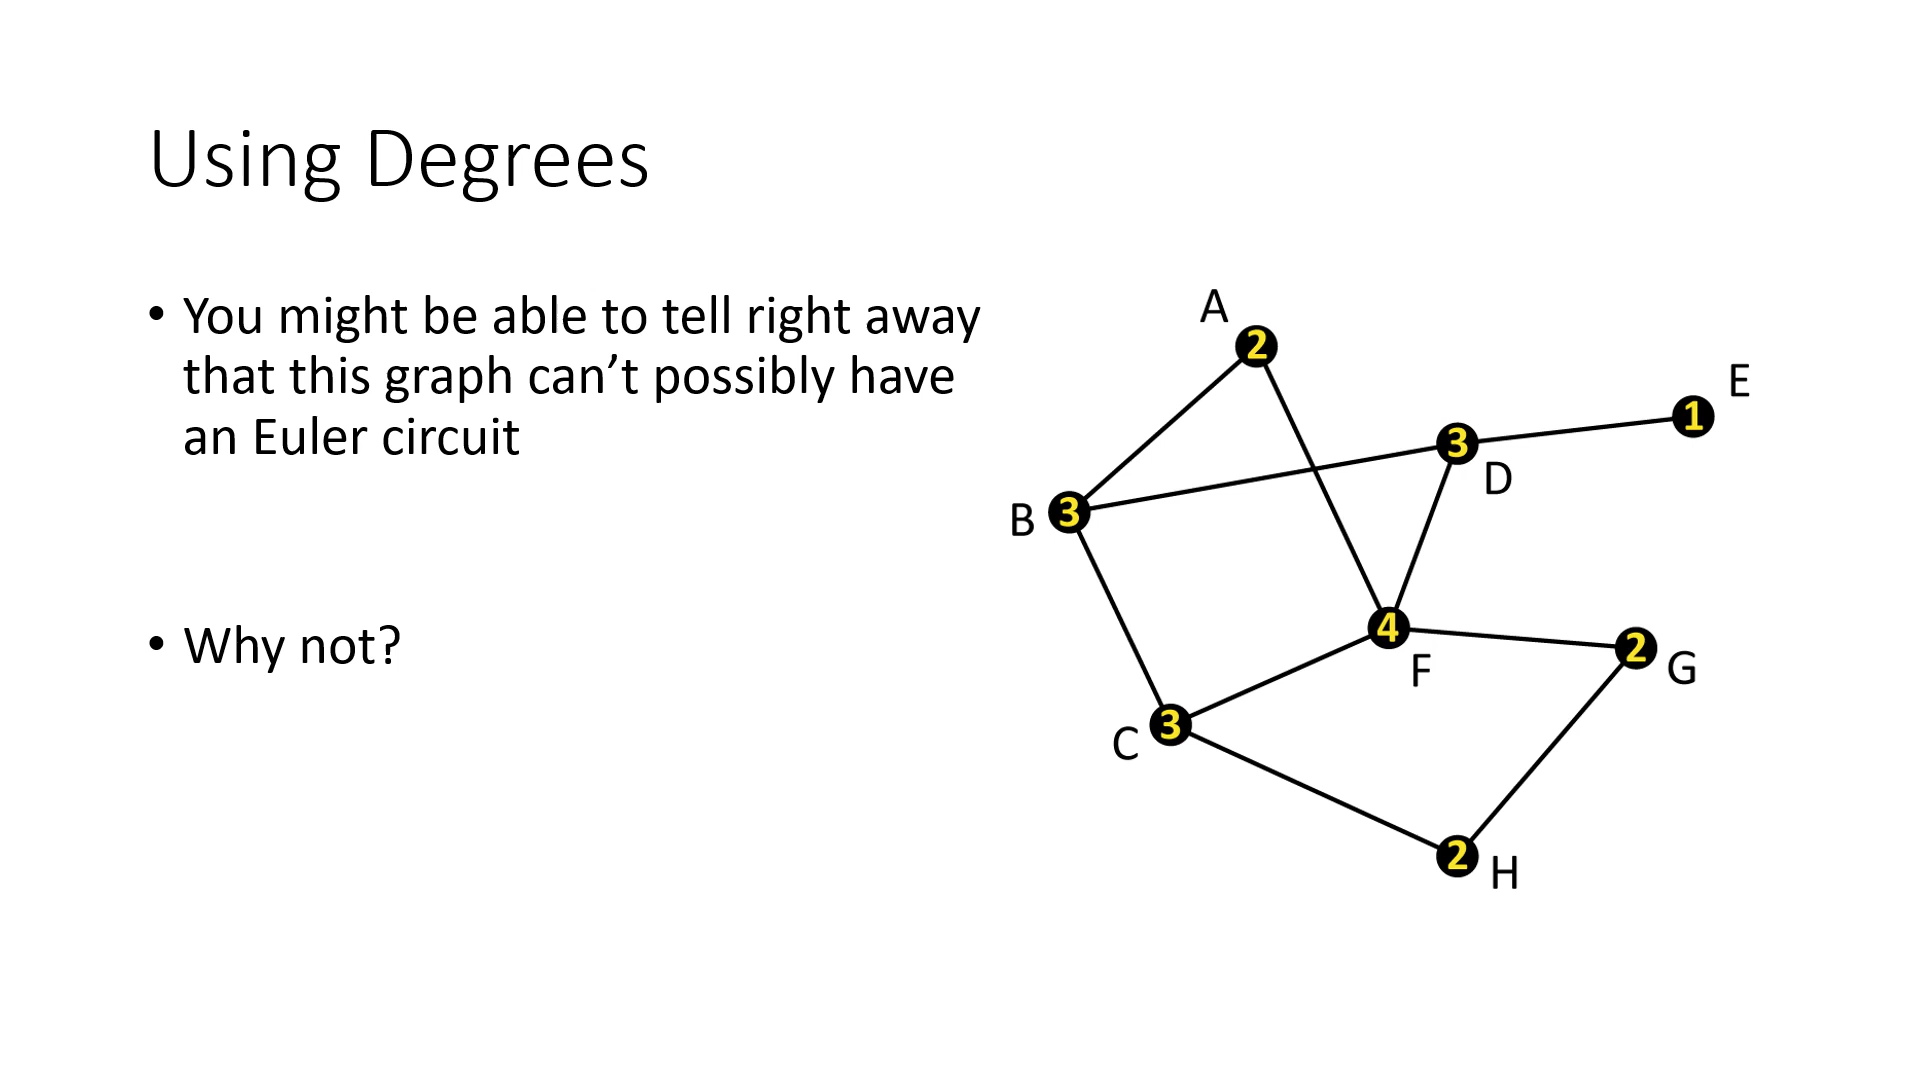 Using Degrees
• You might be able to tell right away
that this graph can’t possibly have
an Euler circuit
• Why not?
A
2
E
1
3
D
B 3
4
F
2
G
C 3
2
H